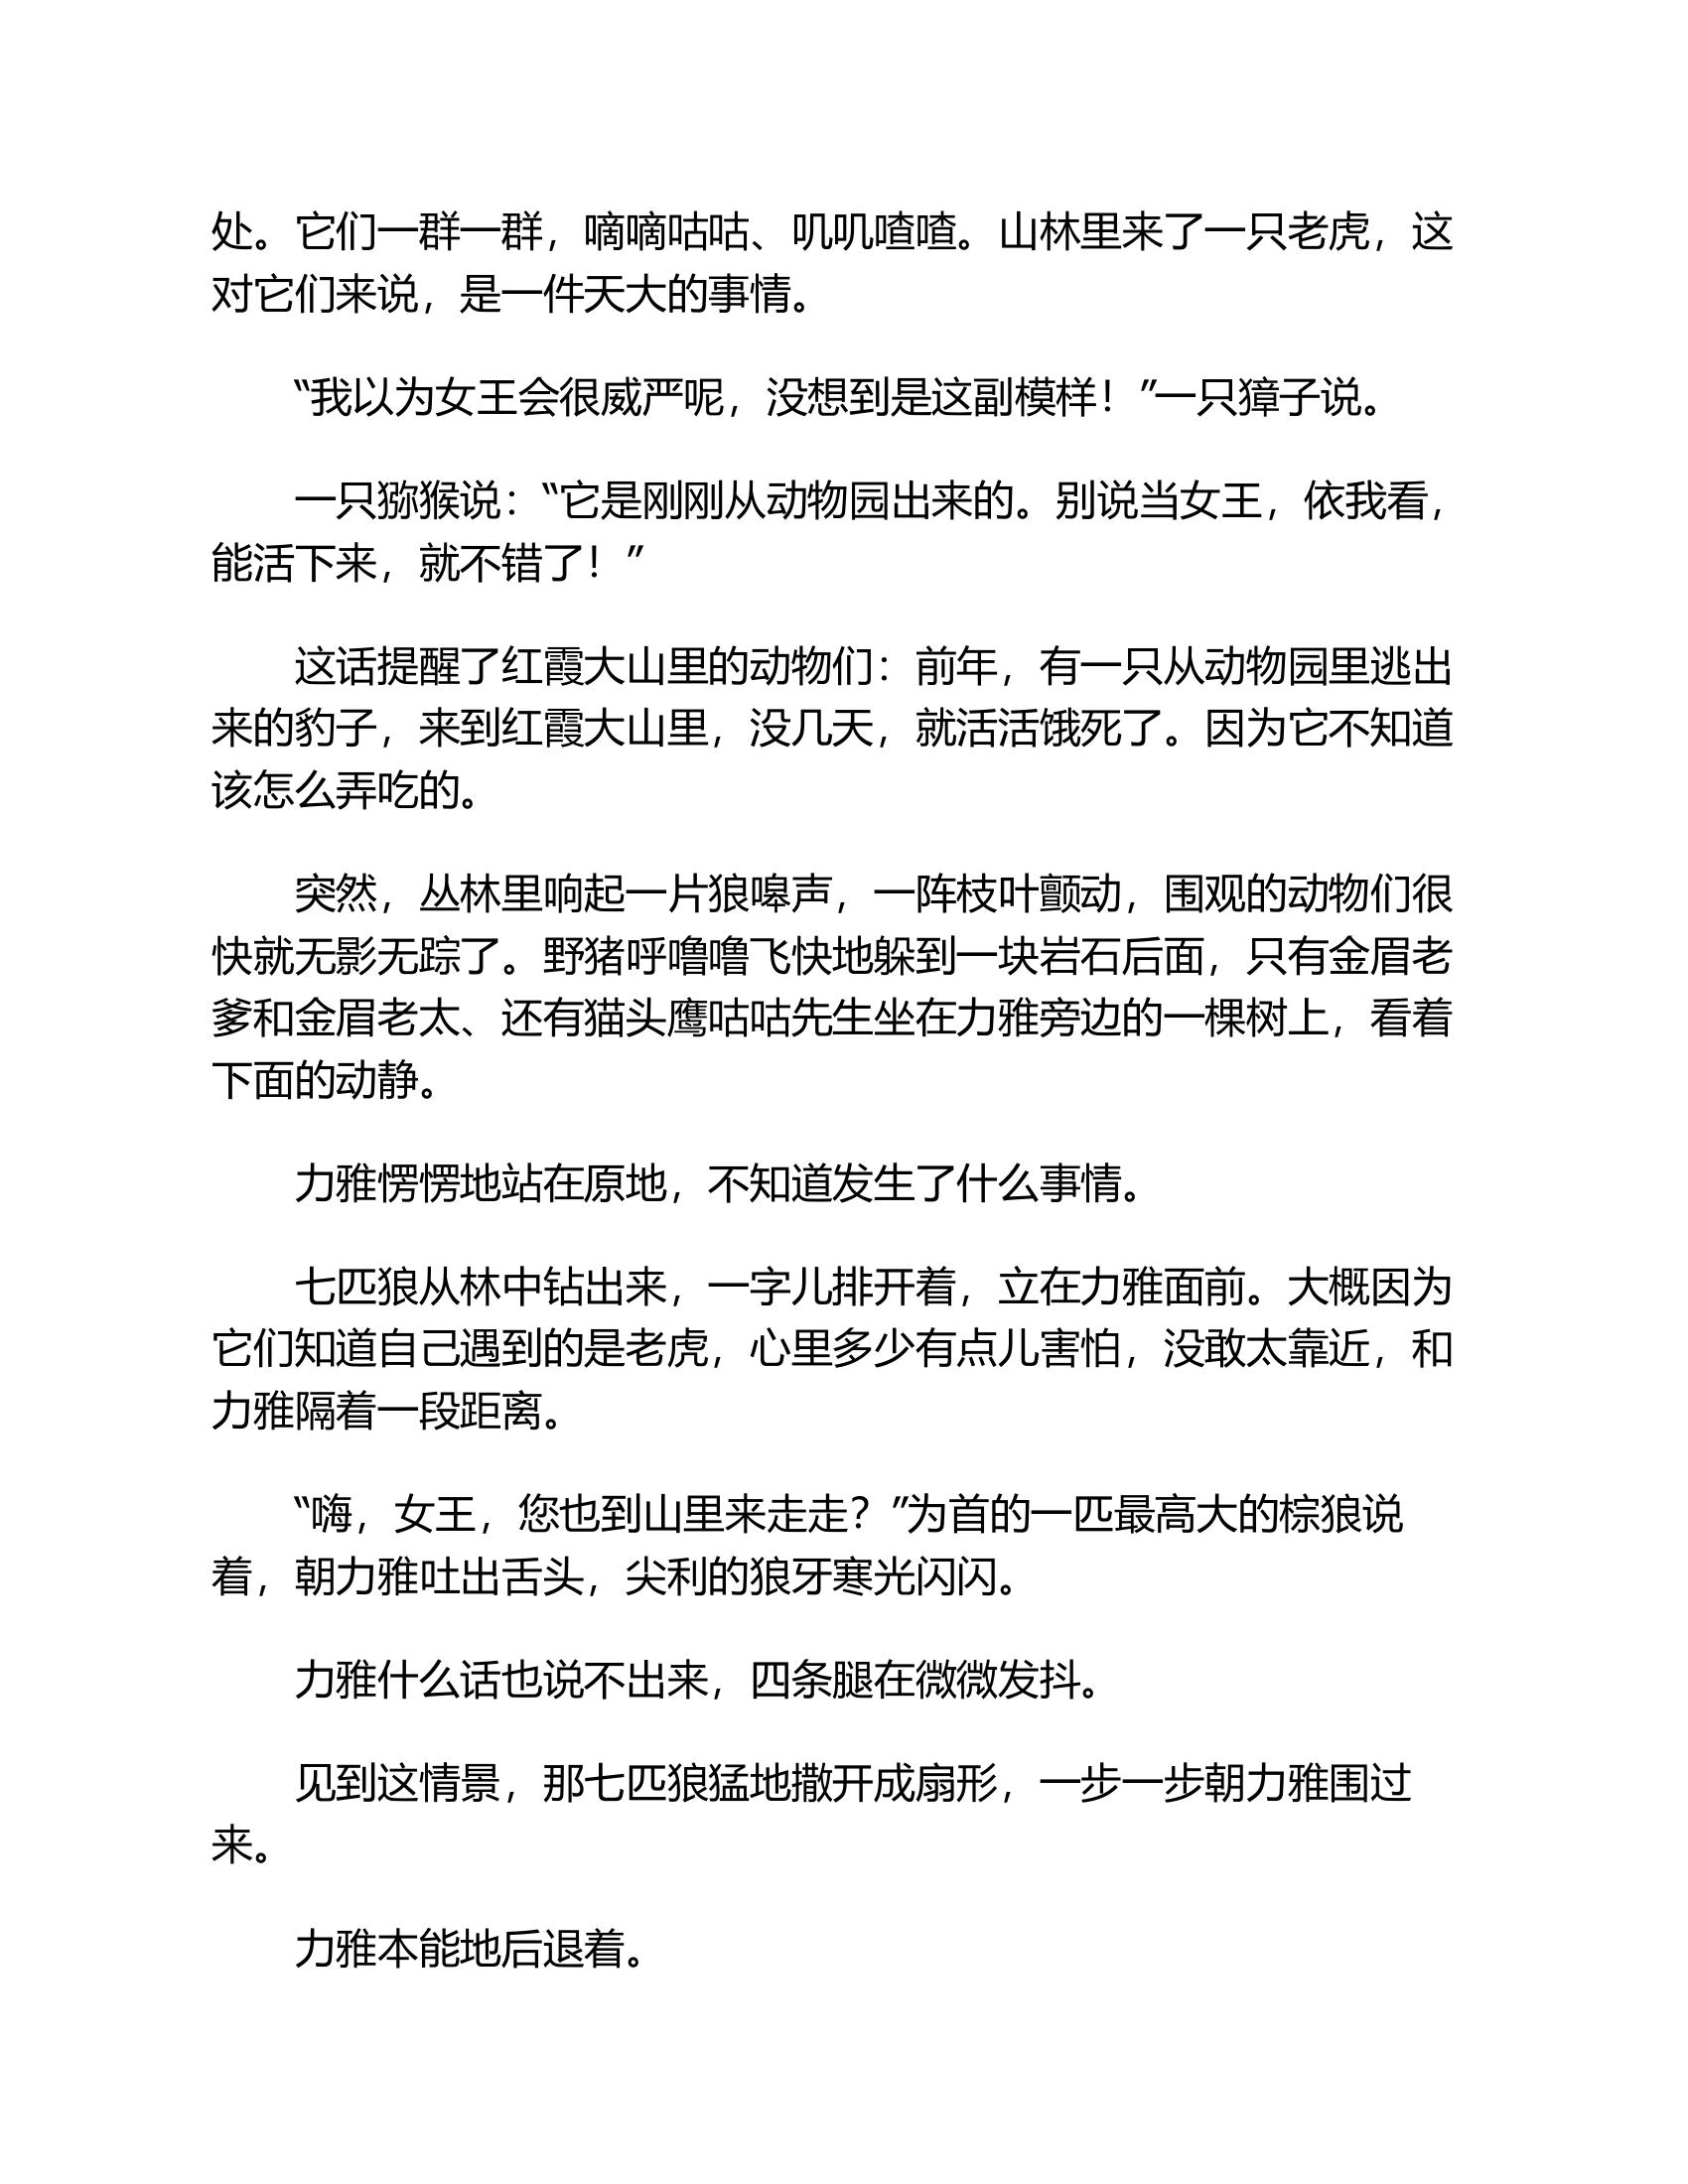 处。它们一群一群，嘀嘀咕咕、叽叽喳喳。山林里来了一只老虎，这
对它们来说，是一件天大的事情。
“我以为女王会很威严呢，没想到是这副模样！”一只獐子说。
一只猕猴说：“它是刚刚从动物园出来的。别说当女王，依我看，
能活下来，就不错了！”
这话提醒了红霞大山里的动物们：前年，有一只从动物园里逃出
来的豹子，来到红霞大山里，没几天，就活活饿死了。因为它不知道
该怎么弄吃的。
突然，丛林里响起一片狼嗥声，一阵枝叶颤动，围观的动物们很
快就无影无踪了。野猪呼噜噜飞快地躲到一块岩石后面，只有金眉老
爹和金眉老太、还有猫头鹰咕咕先生坐在力雅旁边的一棵树上，看着
下面的动静。
力雅愣愣地站在原地，不知道发生了什么事情。
七匹狼从林中钻出来，一字儿排开着，立在力雅面前。大概因为
它们知道自己遇到的是老虎，心里多少有点儿害怕，没敢太靠近，和
力雅隔着一段距离。
“嗨，女王，您也到山里来走走？”为首的一匹最高大的棕狼说
着，朝力雅吐出舌头，尖利的狼牙寒光闪闪。
力雅什么话也说不出来，四条腿在微微发抖。
见到这情景，那七匹狼猛地撒开成扇形，一步一步朝力雅围过
来。
力雅本能地后退着。